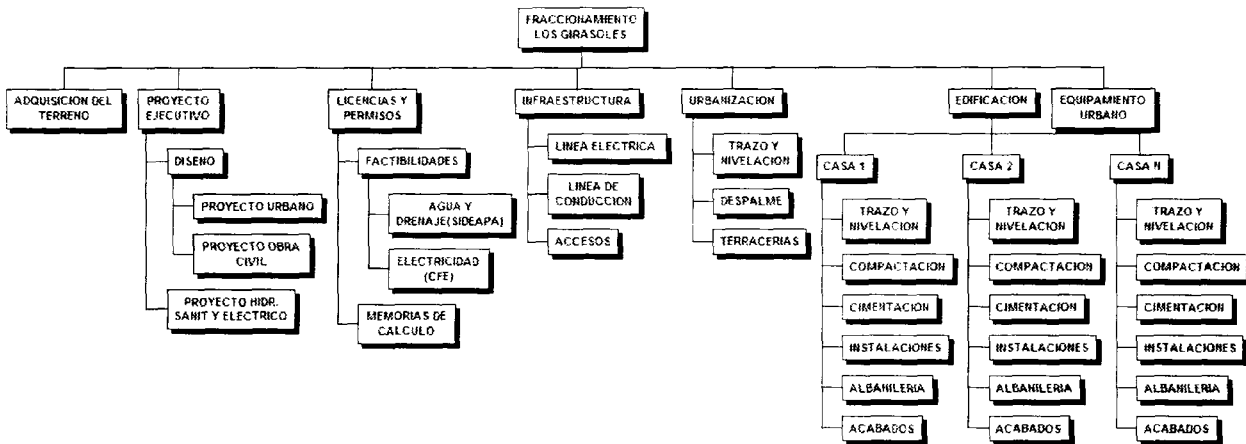 FRACCIONAMIENTO
LOS GIRASOLES
ADQUISICION DEL
TERRENO
PROYECTO
EJECUTIVO
DISENO
PROYECTO URBANO
PROYECTO OBRA
CIVIL
PROYECTO HIDR.
SANIT Y ELECTRICO
LICENCIAS Y
PERMISOS
FACTIBILIDADES
AGUA Y
DRENAJE(SIDEAPA)
ELECTRICIDAD
(CFE)
MEMORIAS DE
CALCULO
INFRAESTRUCTURA
LINEA ELECTRICA
LINEA DE
CONDUCCION
ACCESOS
URBANIZACION
TRAZO Y
NIVELACION
DESPALME
TERRACERIAS
EDIFICACION
CASA 1
TRAZO Y
NIVELACION
COMPACTACION
CIMENTACION
INSTALACIONES
ALBANILERIA
ACABADOS
CASA 2
TRAZO Y
NIVELACION
COMPACTACION
CIMENTACION
INSTALACIONES
ALBANILERIA
ACABADOS
CASA N
TRAZO Y
NIVELACION
COMPACTACION
CIMENTACION
INSTALACIONES
ALBANILERIA
ACABADOS
EQUIPAMIENTO
URBANO